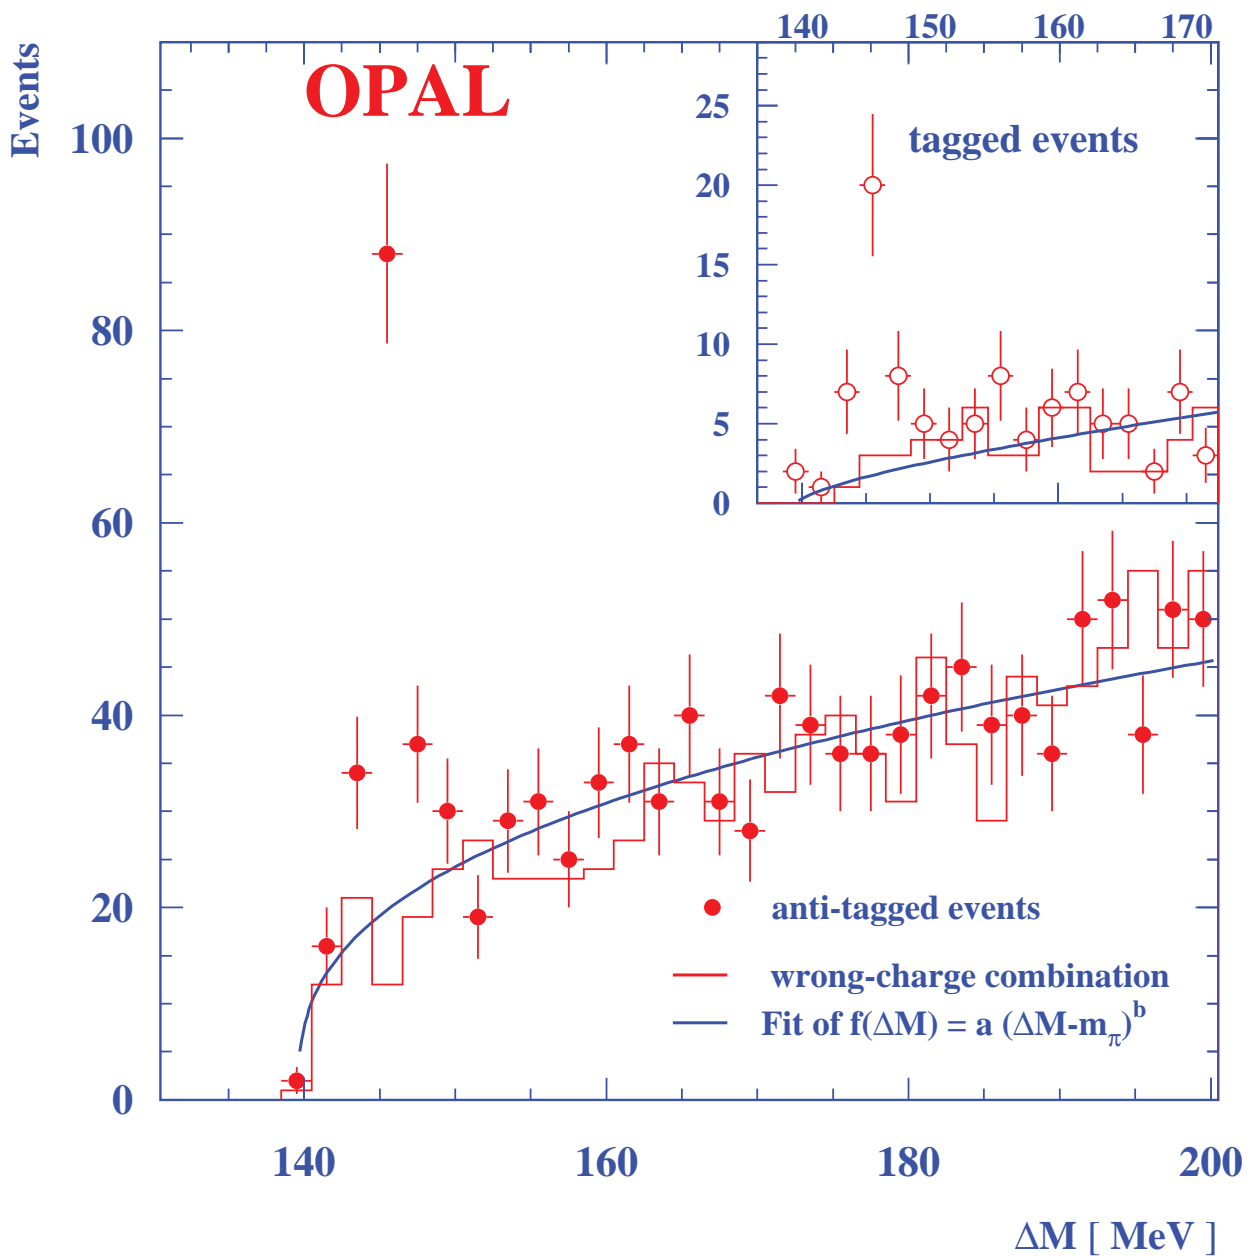 140 150 160 170
Events
OPAL
25
100
tagged events
20
15
80
10
5
0
60
40
20
anti-tagged events
wrong-charge combination
Fit of f(ΔM) = a (ΔM-m_π)^b
0
140 160 180 200
ΔM [ MeV ]